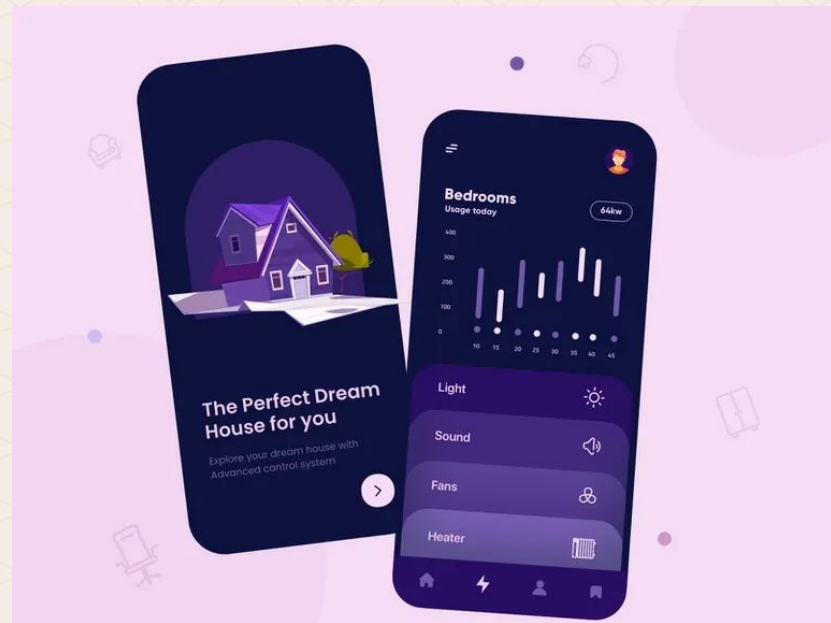 The Perfect Dream
House for you
Explore your dream house with
Advanced control system
Bedrooms
Usage today
64kw
400
300
200
100
0
10 15 20 25 30 35 40 45
Light
Sound
Fans
Heater